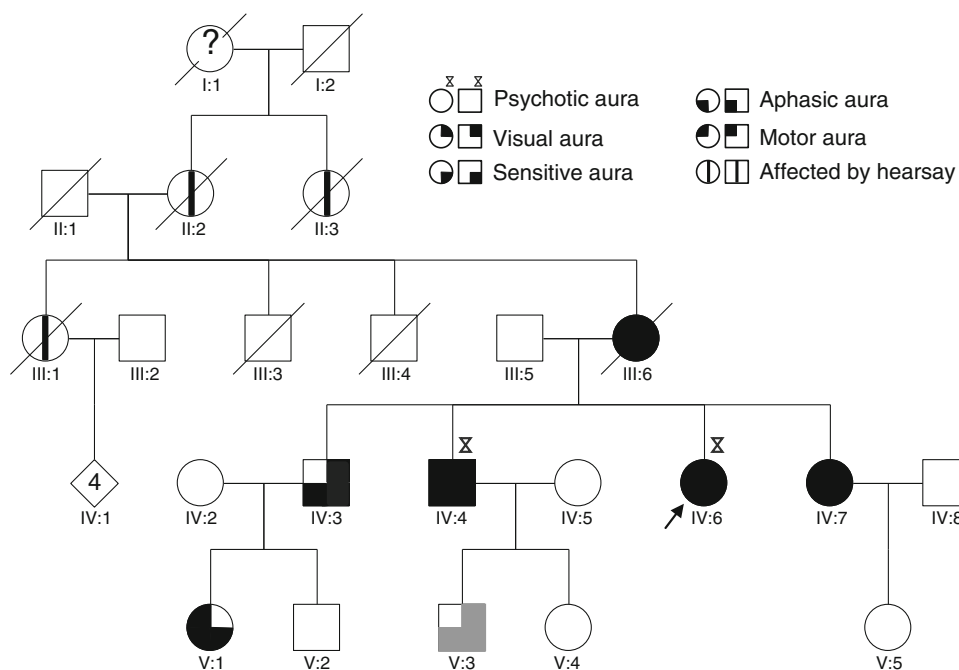 ?
I:1 I:2
Psychotic aura Aphasic aura
Visual aura Motor aura
Sensitive aura Affected by hearsay
II:1 II:2 II:3
III:1 III:2 III:3 III:4 III:5 III:6
4
IV:1 IV:2 IV:3 IV:4 IV:5 IV:6 IV:7 IV:8
V:1 V:2 V:3 V:4 V:5